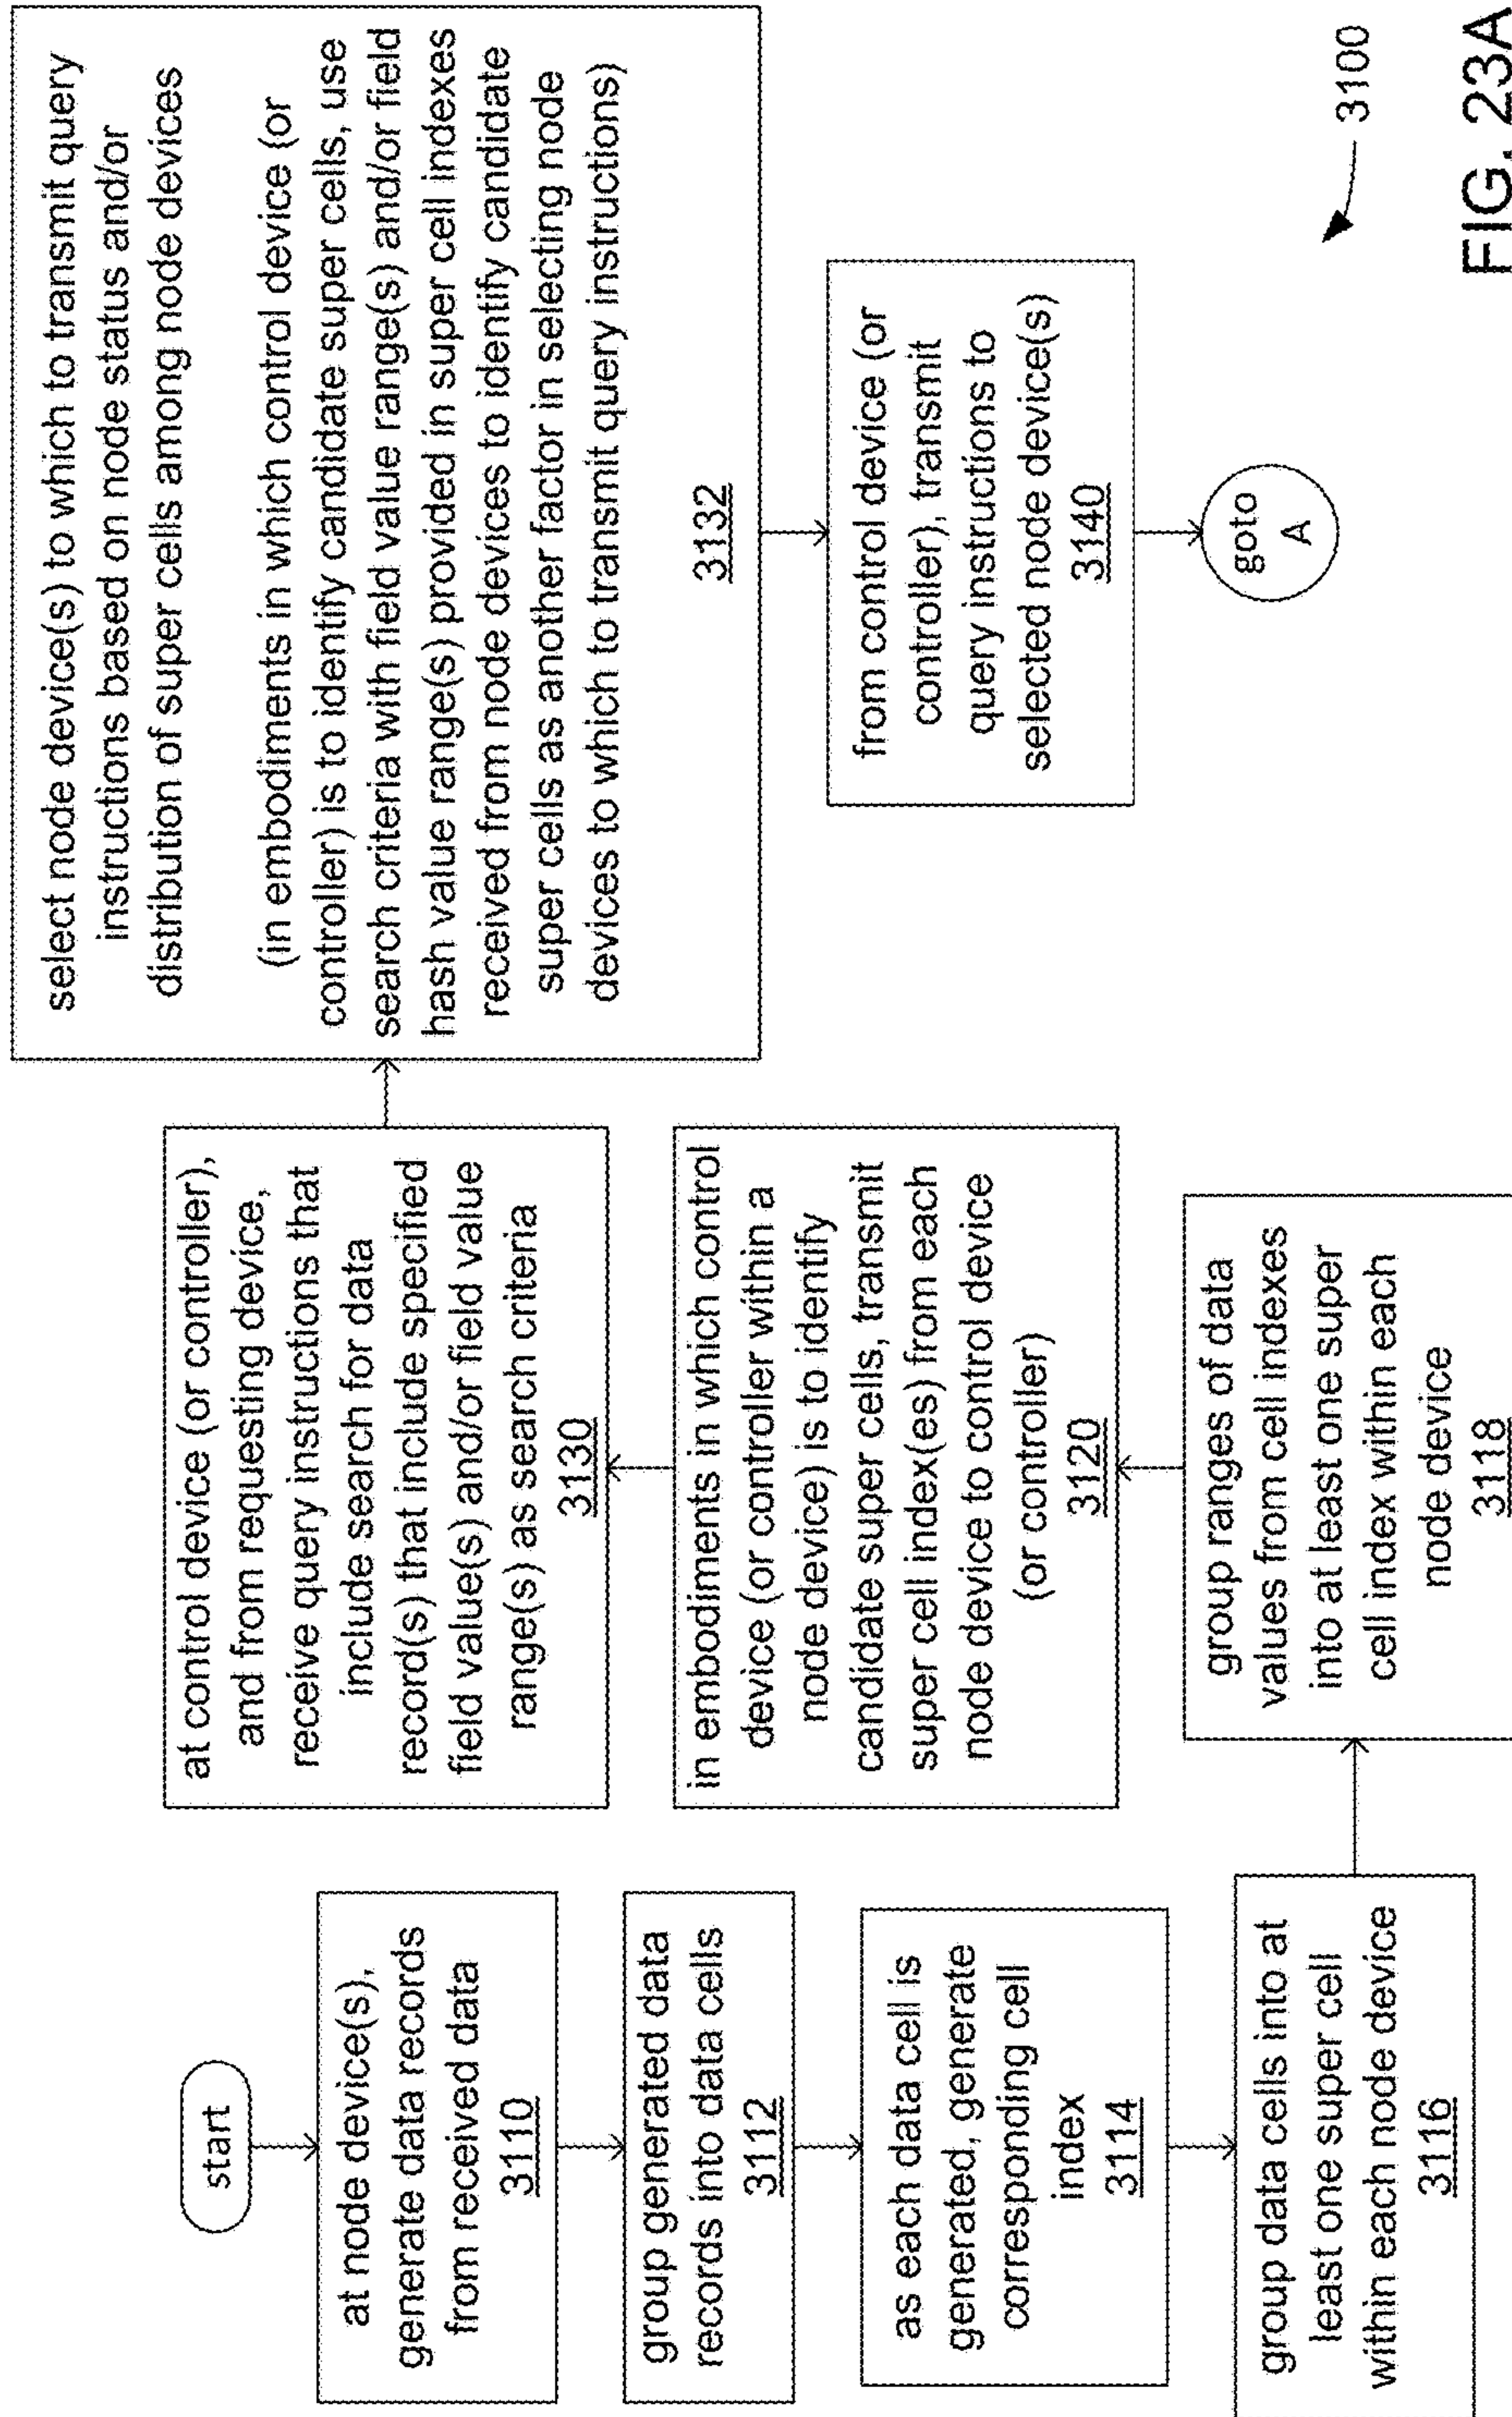 start
at node device(s),
generate data records
from received data
3110
group generated data
records into data cells
3112
as each data cell is
generated, generate
corresponding cell
index
3114
group data cells into at
least one super cell
within each node device
3116
group ranges of data
values from cell indexes
into at least one super
cell index within each
node device
3118
in embodiments in which control
device (or controller within a
node device) is to identify
candidate super cells, transmit
super cell index(es) from each
node device to control device
(or controller)
3120
at control device (or controller),
and from requesting device,
receive query instructions that
include search for data
record(s) that include specified
field value(s) and/or field value
range(s) as search criteria
3130
select node device(s) to which to transmit query
instructions based on node status and/or
distribution of super cells among node devices
(in embodiments in which control device (or
controller) is to identify candidate super cells, use
search criteria with field value range(s) and/or field
hash value range(s) provided in super cell indexes
received from node devices to identify candidate
super cells as another factor in selecting node
devices to which to transmit query instructions)
3132
from control device (or
controller), transmit
query instructions to
selected node device(s)
3140
goto
A
3100
FIG. 23A